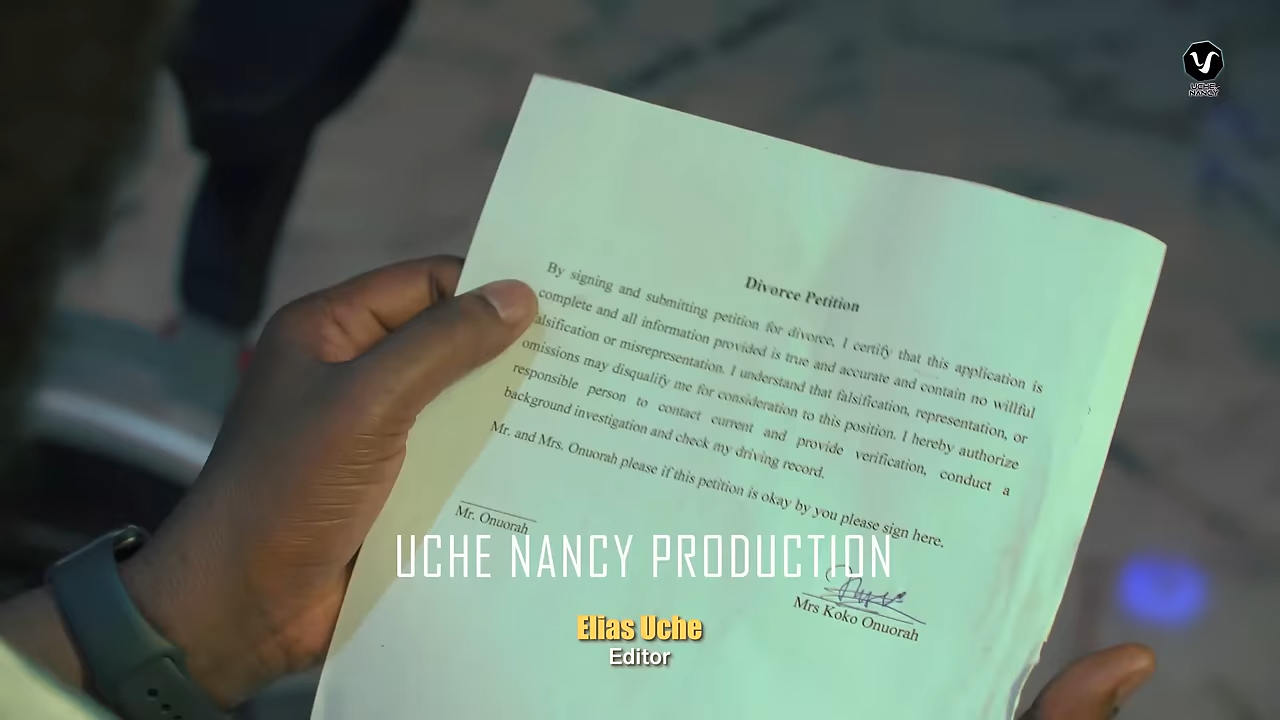 UCHE
NANCY
Divorce Petition
By signing and submitting petition for divorce, I certify that this application is
complete and all information provided is true and accurate and contain no willful
alsification or misrepresentation. I understand that falsification, representation, or
omissions may disqualify me for consideration to this position. I hereby authorize
responsible person to contact current and provide verification, conduct a
background investigation and check my driving record.
Mr. and Mrs. Onuorah please if this petition is okay by you please sign here.
Mr. Onuorah
Mrs Koko Onuorah
UCHE NANCY PRODUCTION
Elias Uche
Editor